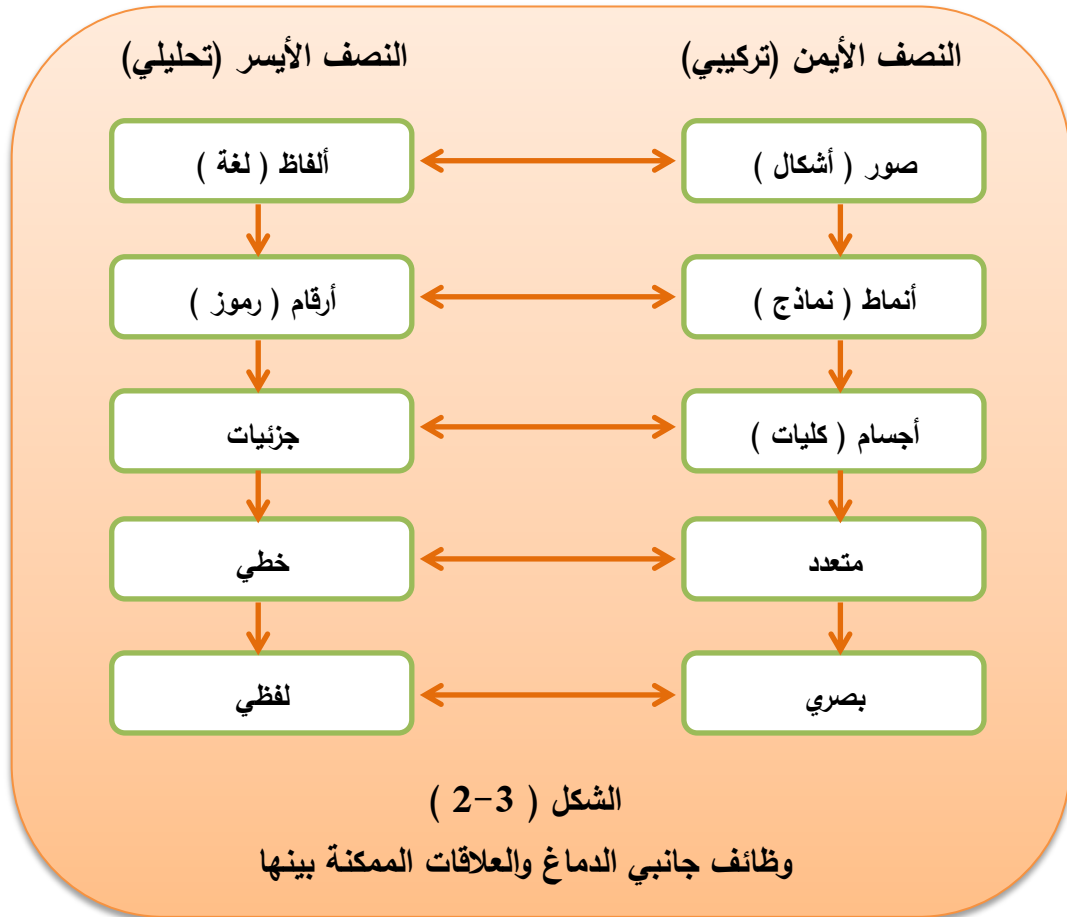 النصف الأيمن (تركيبي)
النصف الأيسر (تحليلي)
صور ( أشكال )
ألفاظ ( لغة )
أنماط ( نماذج )
أرقام ( رموز )
أجسام ( كليات )
جزئيات
متعدد
خطي
بصري
لفظي
الشكل ( 3-2 )
وظائف جانبي الدماغ والعلاقات الممكنة بينها